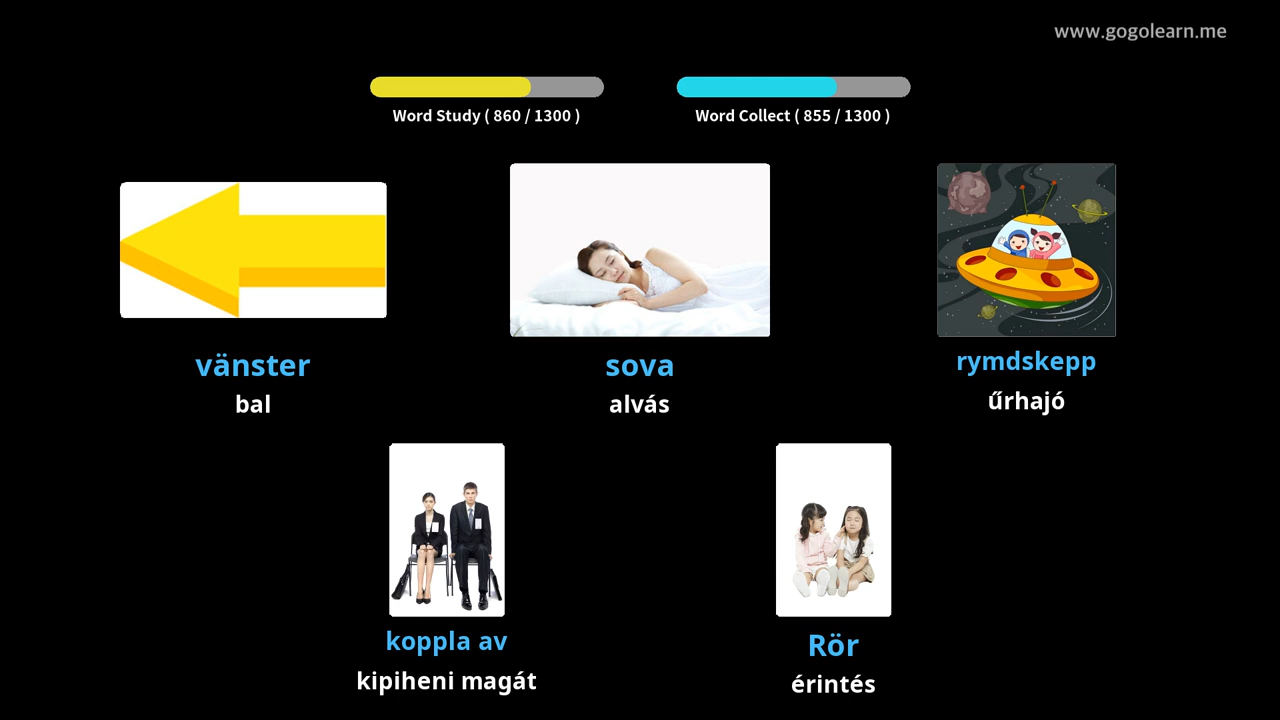 www.gogolearn.me
Word Study ( 860 / 1300 )
Word Collect ( 855 / 1300 )
vänster
bal
sova
alvás
rymdskepp
űrhajó
koppla av
kipiheni magát
Rör
érintés